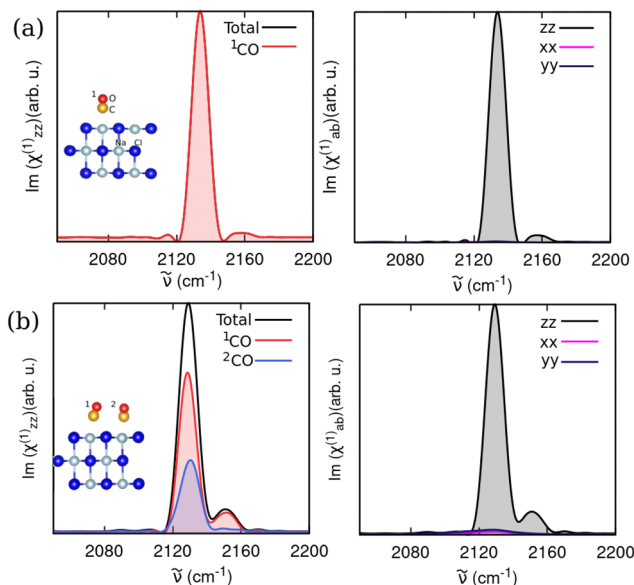 (a)
Im (χ⁽¹⁾zz)(arb. u.)
Total
¹CO
1
O
C
Na
Cl
2080 2120 2160 2200
ν̃ (cm⁻¹)
Im (χ⁽¹⁾ab)(arb. u.)
zz
xx
yy
2080 2120 2160 2200
ν̃ (cm⁻¹)
(b)
Im (χ⁽¹⁾zz)(arb. u.)
Total
¹CO
²CO
1 2
2080 2120 2160 2200
ν̃ (cm⁻¹)
Im (χ⁽¹⁾ab)(arb. u.)
zz
xx
yy
2080 2120 2160 2200
ν̃ (cm⁻¹)